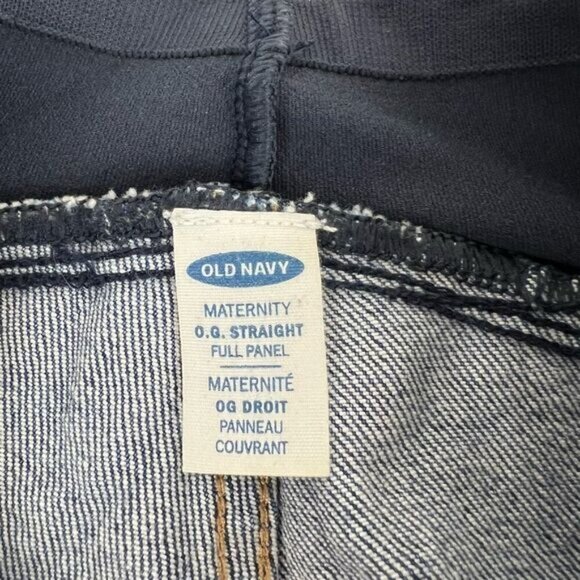 OLD NAVY
MATERNITY
O.G. STRAIGHT
FULL PANEL
MATERNITÉ
OG DROIT
PANNEAU
COUVRANT